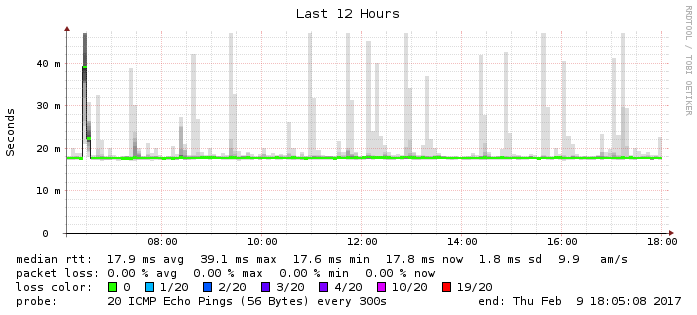 Last 12 Hours
RRDTOOL / TOBI OETIKER
Seconds
40 m
30 m
20 m
10 m
0
08:00 10:00 12:00 14:00 16:00 18:00
median rtt: 17.9 ms avg 39.1 ms max 17.6 ms min 17.8 ms now 1.8 ms sd 9.9 am/s
packet loss: 0.00 % avg 0.00 % max 0.00 % min 0.00 % now
loss color: 0 1/20 2/20 3/20 4/20 10/20 19/20
probe: 20 ICMP Echo Pings (56 Bytes) every 300s end: Thu Feb 9 18:05:08 2017